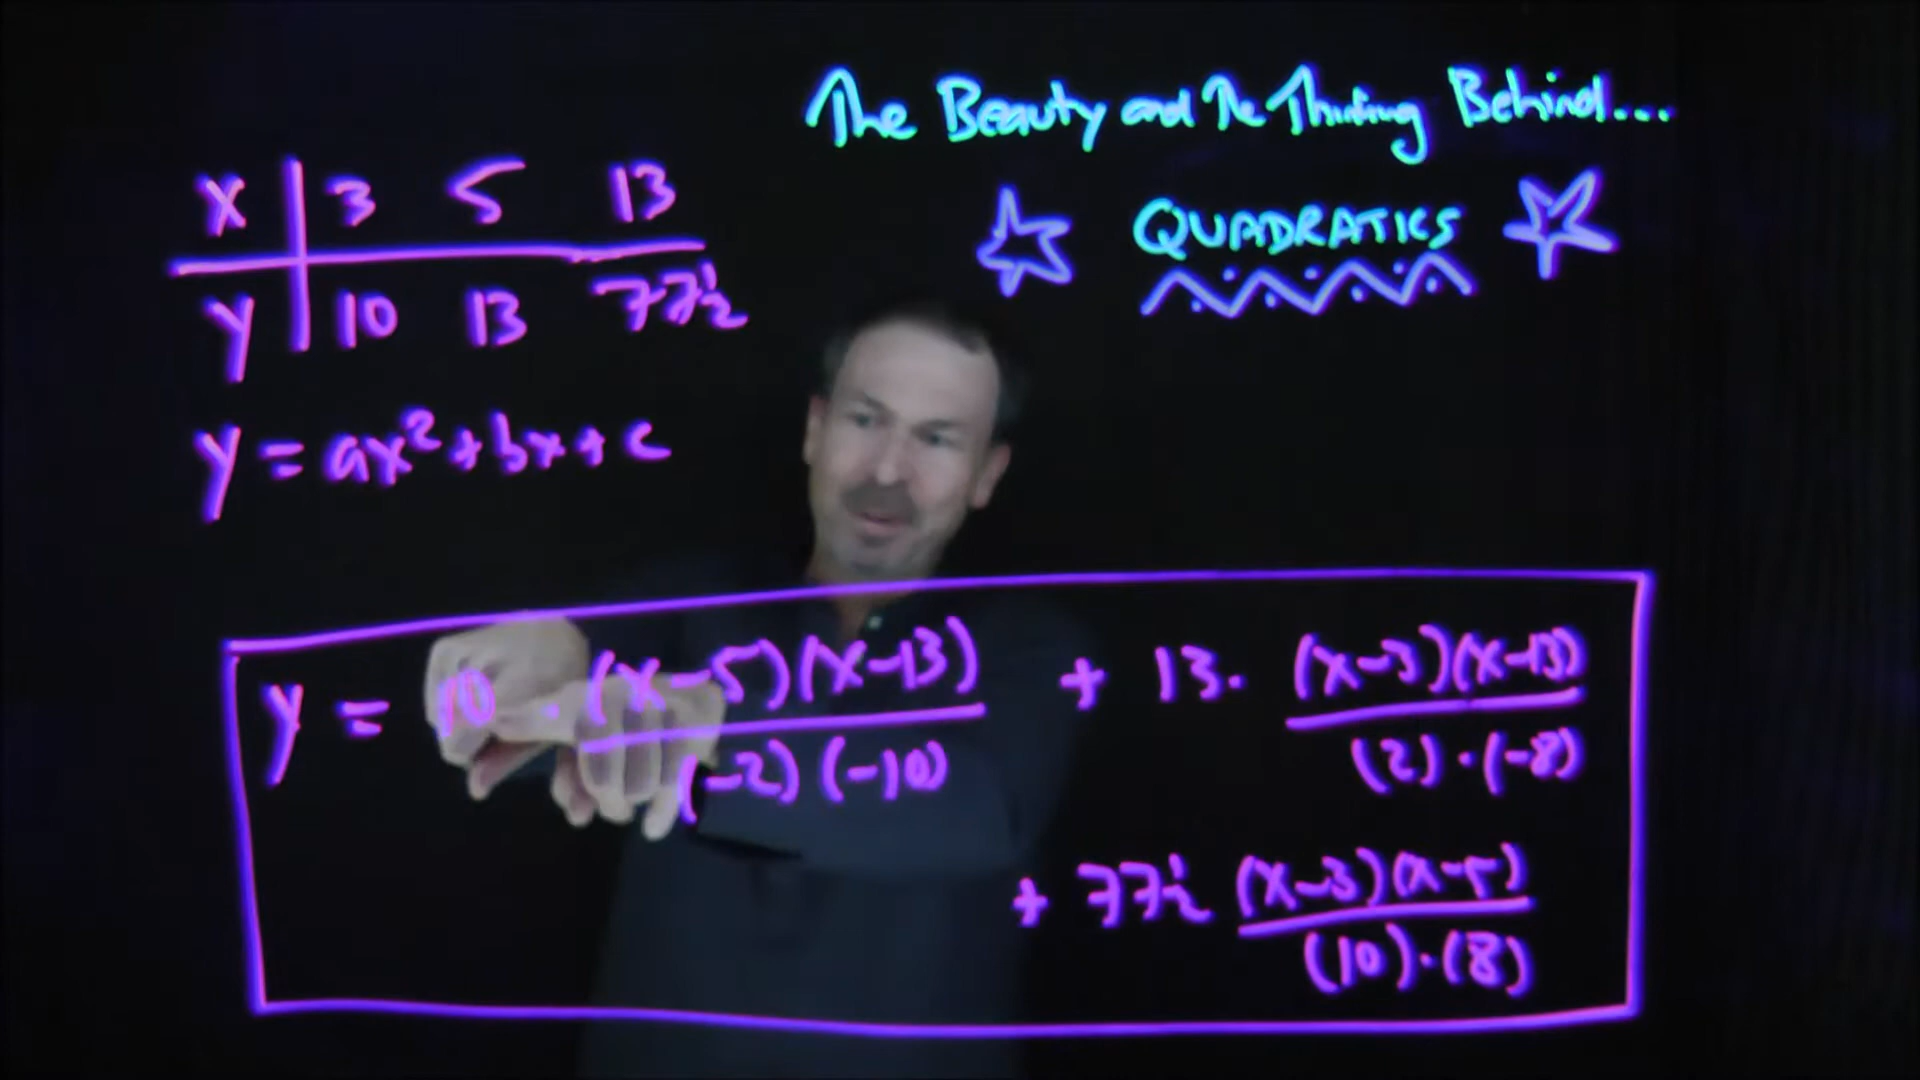 The Beauty and The Thinking Behind...
QUADRATICS
x | 3 5 13
y | 10 13 77½
y = ax² + bx + c
y = 10 · (x-5)(x-13) / (-2)(-10) + 13 · (x-3)(x-13) / (2)·(-8)
+ 77½ (x-3)(x-5) / (10)·(8)